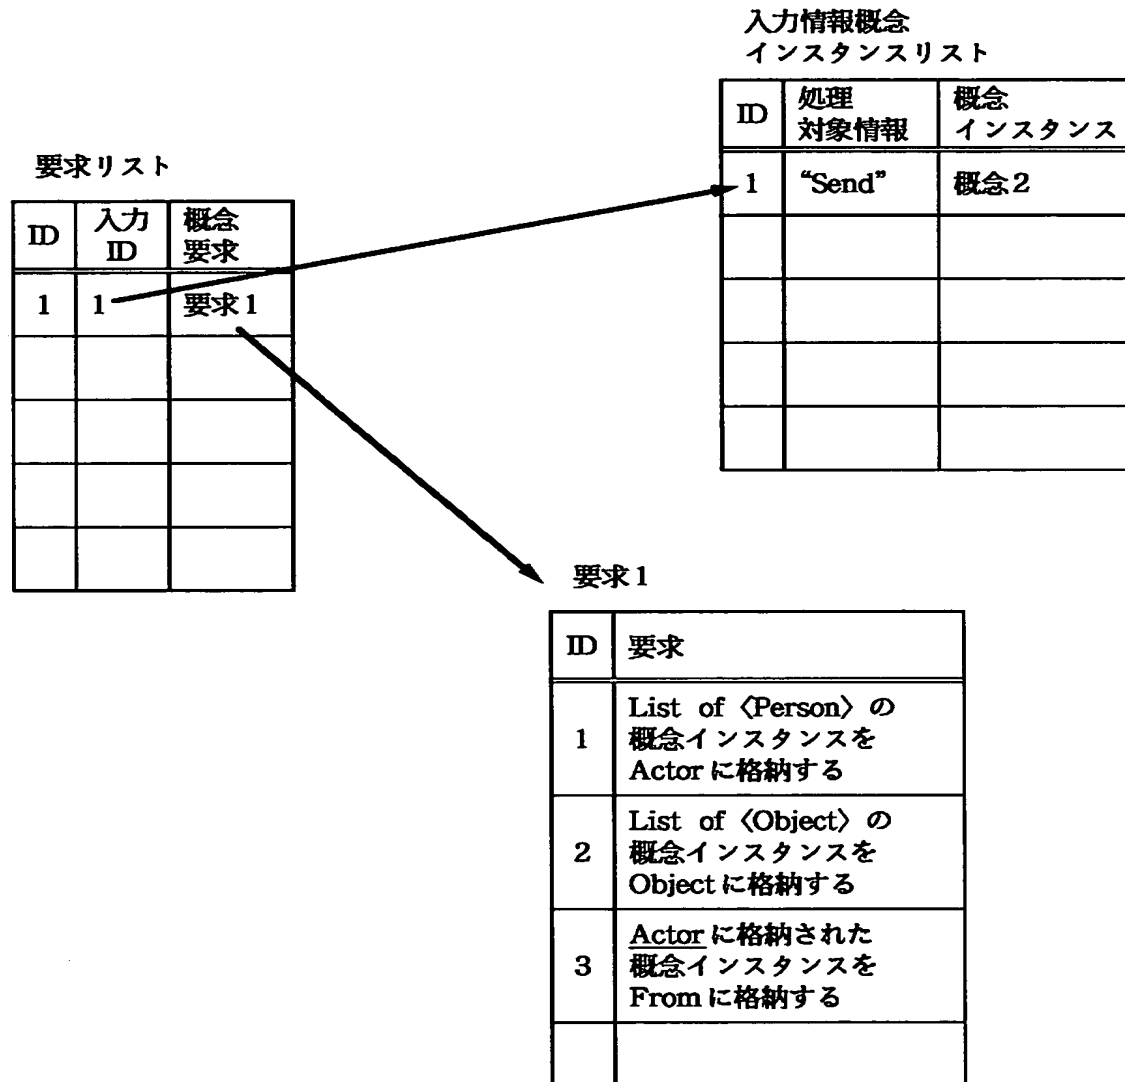 入力情報概念
インスタンスリスト
ID
処理
対象情報
概念
インスタンス
1
“Send”
概念2
要求リスト
ID
入力
ID
概念
要求
1
1
要求1
要求1
ID
要求
1
List of 〈Person〉の
概念インスタンスを
Actorに格納する
2
List of 〈Object〉の
概念インスタンスを
Objectに格納する
3
Actorに格納された
概念インスタンスを
Fromに格納する